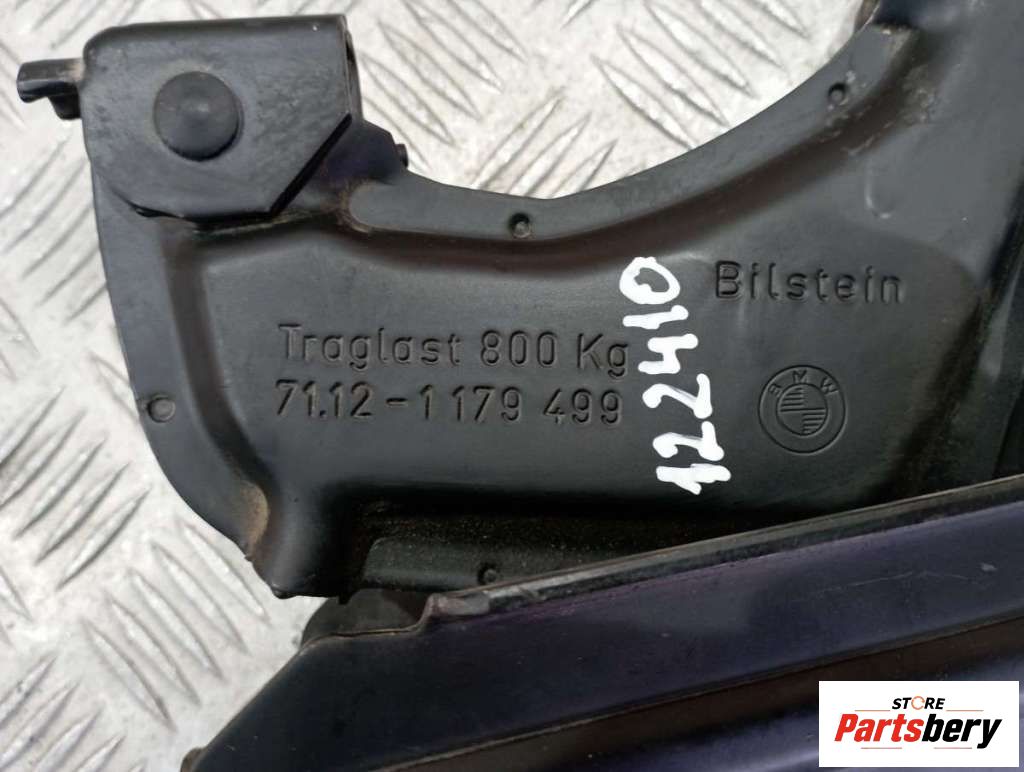 Bilstein
Traglast 800 Kg
71.12-1 179 499
BMW
122410
STORE
Partsbery